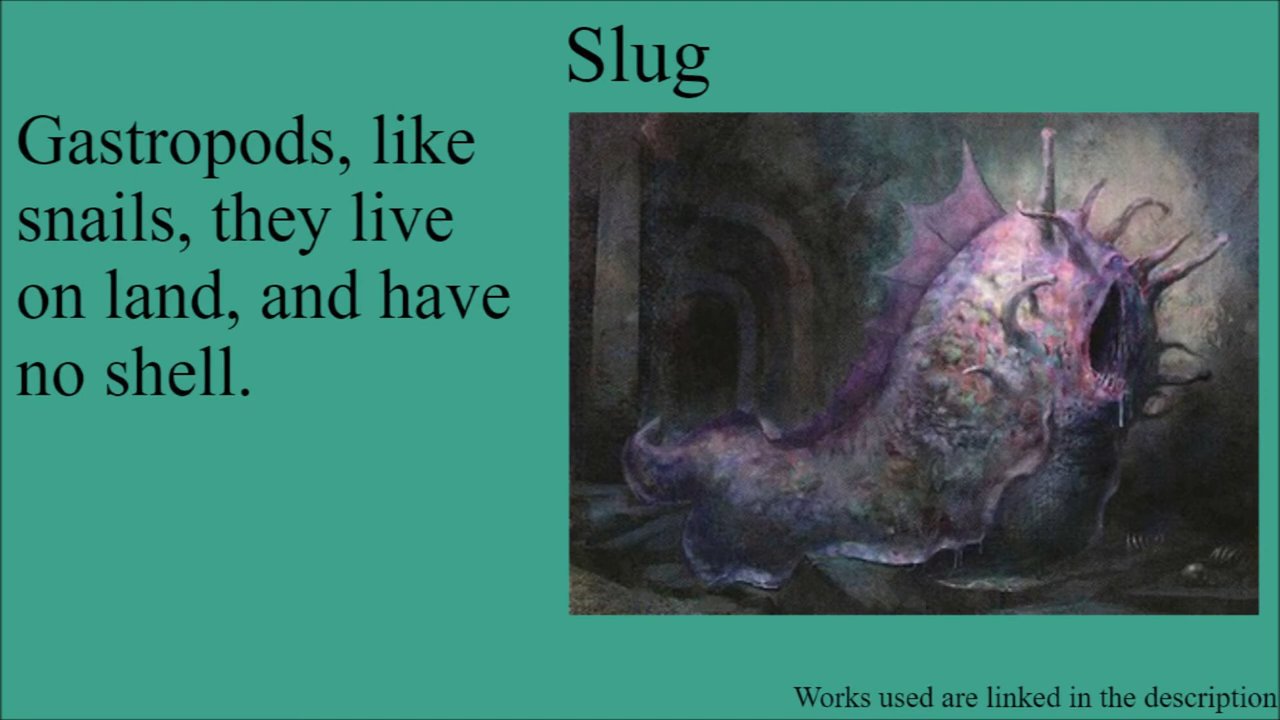 Slug
Gastropods, like
snails, they live
on land, and have
no shell.
Works used are linked in the description